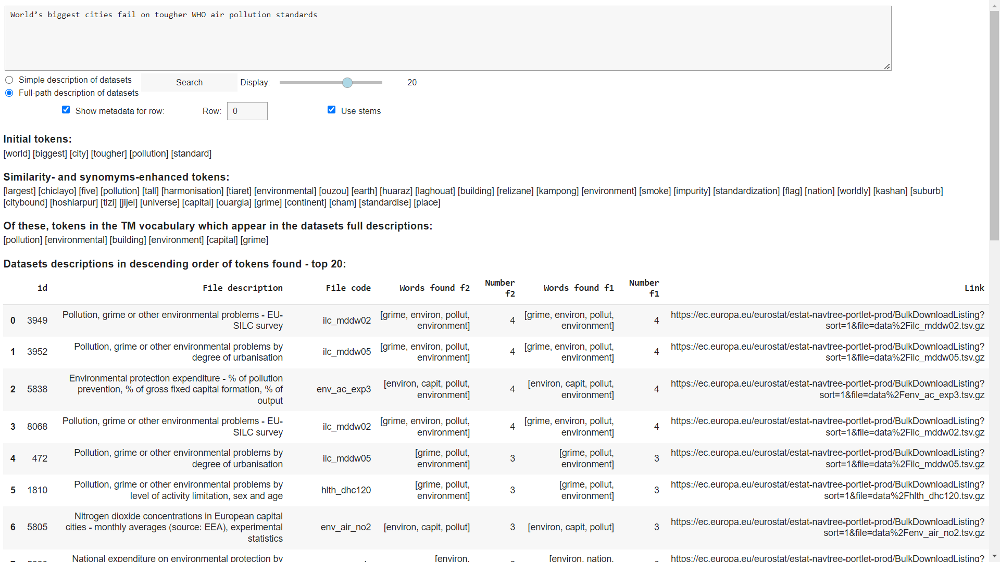 World’s biggest cities fail on tougher WHO air pollution standards
Simple description of datasets
Full-path description of datasets
Search
Display:
20
Show metadata for row:
Row:
0
Use stems
Initial tokens:
[world] [biggest] [city] [tougher] [pollution] [standard]
Similarity- and synomyms-enhanced tokens:
[largest] [chiclayo] [five] [pollution] [tall] [harmonisation] [tiaret] [environmental] [ouzou] [earth] [huaraz] [laghouat] [building] [relizane] [kampong] [environment] [smoke] [impurity] [standardization] [flag] [nation] [worldly] [kashan] [suburb]
[citybound] [hoshiarpur] [tizi] [jijel] [universe] [capital] [ouargla] [grime] [continent] [cham] [standardise] [place]
Of these, tokens in the TM vocabulary which appear in the datasets full descriptions:
[pollution] [environmental] [building] [environment] [capital] [grime]
Datasets descriptions in descending order of tokens found - top 20:
id File description File code Words found f2 Number f2 Words found f1 Number f1 Link
0 3949 Pollution, grime or other environmental problems - EU-
SILC survey ilc_mddw02 [grime, environ, pollut,
environment] 4 [grime, environ, pollut,
environment] 4 https://ec.europa.eu/eurostat/estat-navtree-portlet-prod/BulkDownloadListing?
sort=1&file=data%2Filc_mddw02.tsv.gz
1 3952 Pollution, grime or other environmental problems by
degree of urbanisation ilc_mddw05 [grime, environ, pollut,
environment] 4 [grime, environ, pollut,
environment] 4 https://ec.europa.eu/eurostat/estat-navtree-portlet-prod/BulkDownloadListing?
sort=1&file=data%2Filc_mddw05.tsv.gz
2 5838 Environmental protection expenditure - % of pollution
prevention, % of gross fixed capital formation, % of
output env_ac_exp3 [environ, capit, pollut,
environment] 4 [environ, capit, pollut,
environment] 4 https://ec.europa.eu/eurostat/estat-navtree-portlet-prod/BulkDownloadListing?
sort=1&file=data%2Fenv_ac_exp3.tsv.gz
3 8068 Pollution, grime or other environmental problems - EU-
SILC survey ilc_mddw02 [grime, environ, pollut,
environment] 4 [grime, environ, pollut,
environment] 4 https://ec.europa.eu/eurostat/estat-navtree-portlet-prod/BulkDownloadListing?
sort=1&file=data%2Filc_mddw02.tsv.gz
4 472 Pollution, grime or other environmental problems by
degree of urbanisation ilc_mddw05 [grime, pollut,
environment] 3 [grime, pollut,
environment] 3 https://ec.europa.eu/eurostat/estat-navtree-portlet-prod/BulkDownloadListing?
sort=1&file=data%2Filc_mddw05.tsv.gz
5 1810 Pollution, grime or other environmental problems by
level of activity limitation, sex and age hlth_dhc120 [grime, pollut,
environment] 3 [grime, pollut,
environment] 3 https://ec.europa.eu/eurostat/estat-navtree-portlet-prod/BulkDownloadListing?
sort=1&file=data%2Fhlth_dhc120.tsv.gz
6 5805 Nitrogen dioxide concentrations in European capital
cities - monthly averages (source: EEA), experimental
statistics env_air_no2 [environ, capit, pollut] 3 [environ, capit, pollut] 3 https://ec.europa.eu/eurostat/estat-navtree-portlet-prod/BulkDownloadListing?
sort=1&file=data%2Fenv_air_no2.tsv.gz
National expenditure on environmental protection by [environ, [environ, nation, https://ec.europa.eu/eurostat/estat-navtree-portlet-prod/BulkDownloadListing?